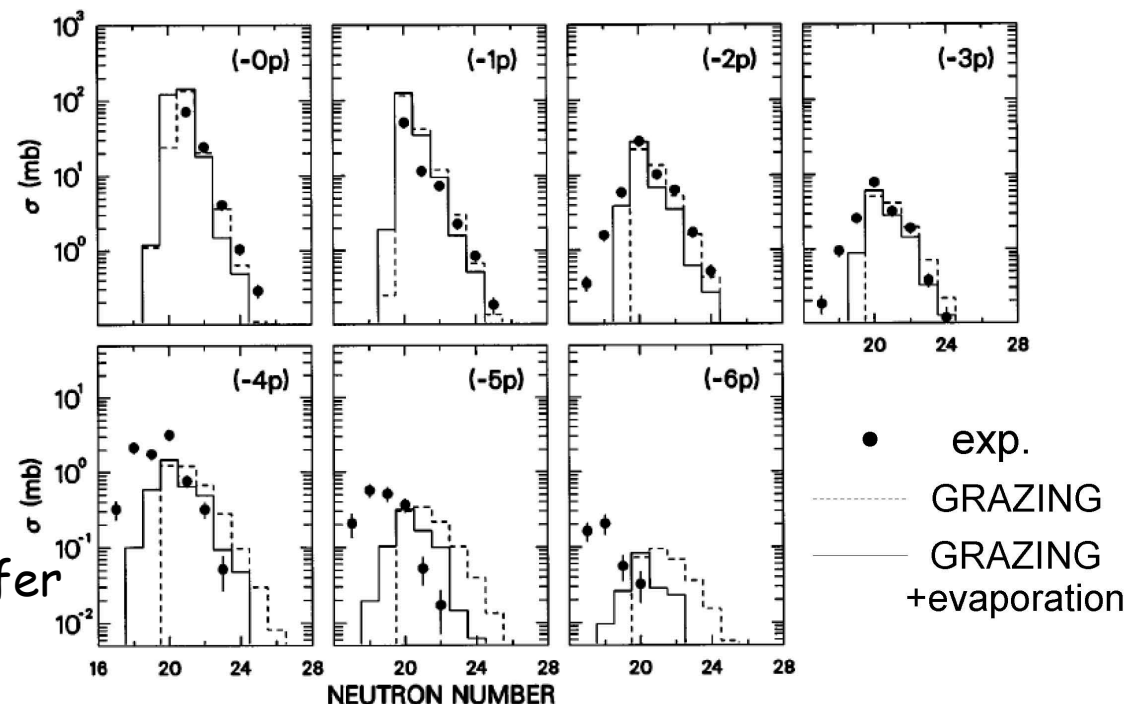 10³
10²
10¹
10⁰
σ (mb)
(-0p)
(-1p)
(-2p)
(-3p)
20 24 28
10¹
10⁰
10⁻¹
10⁻²
σ (mb)
(-4p)
(-5p)
(-6p)
16 20 24 28 20 24 28 20 24 28
NEUTRON NUMBER
exp.
GRAZING
GRAZING
+evaporation
fer